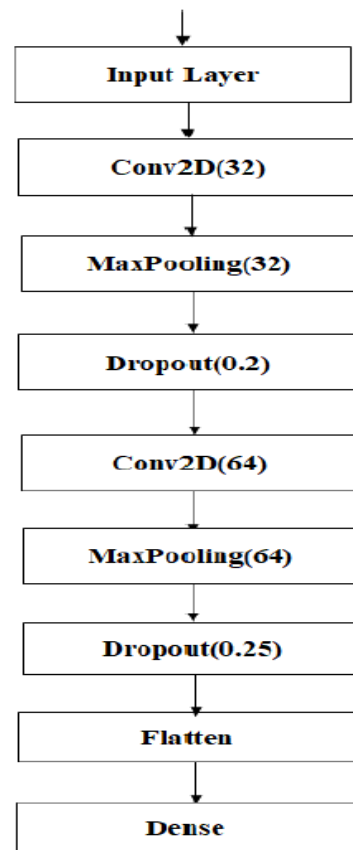 Input Layer
Conv2D(32)
MaxPooling(32)
Dropout(0.2)
Conv2D(64)
MaxPooling(64)
Dropout(0.25)
Flatten
Dense